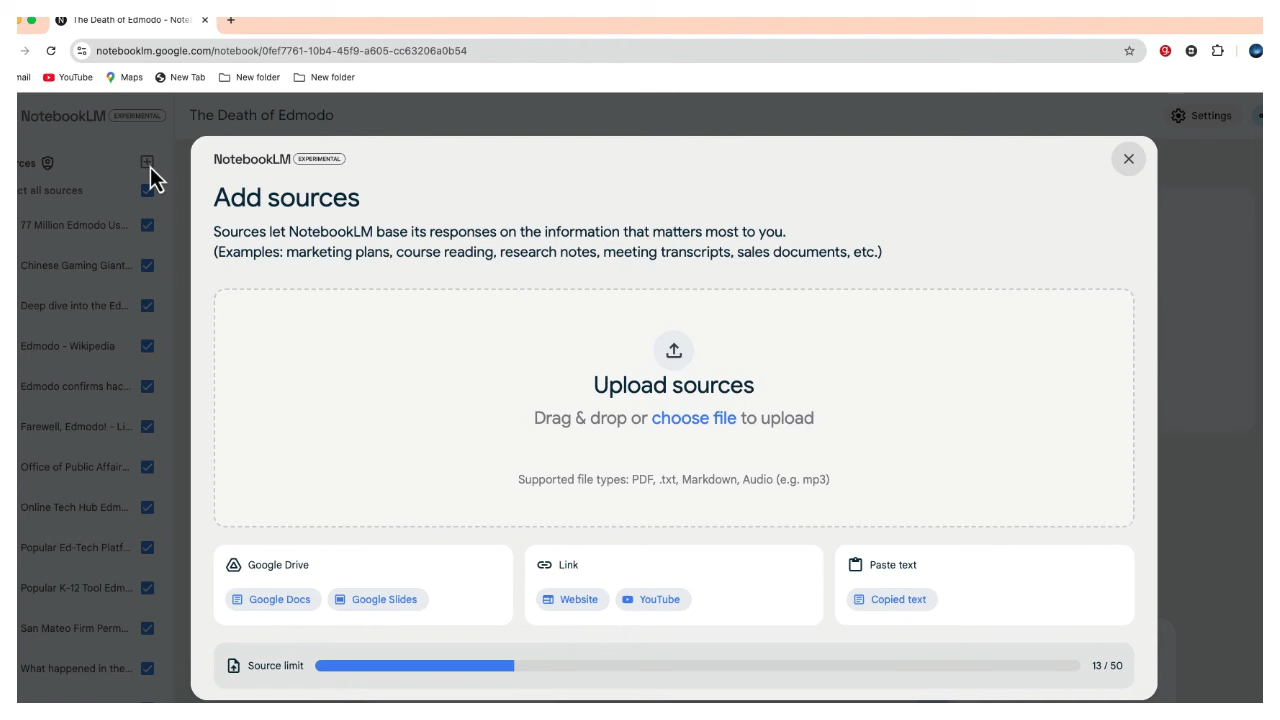 The Death of Edmodo - Note
notebooklm.google.com/notebook/0fef7761-10b4-45f9-a605-cc63206a0b54
mail YouTube Maps New Tab New folder New folder
NotebookLM EXPERIMENTAL The Death of Edmodo Settings
rces
ct all sources
77 Million Edmodo Us...
Chinese Gaming Giant...
Deep dive into the Ed...
Edmodo - Wikipedia
Edmodo confirms hac...
Farewell, Edmodo! - Li...
Office of Public Affair...
Online Tech Hub Edm...
Popular Ed-Tech Platf...
Popular K-12 Tool Edm...
San Mateo Firm Perm...
What happened in the...
NotebookLM EXPERIMENTAL
Add sources
Sources let NotebookLM base its responses on the information that matters most to you.
(Examples: marketing plans, course reading, research notes, meeting transcripts, sales documents, etc.)
Upload sources
Drag & drop or choose file to upload
Supported file types: PDF, .txt, Markdown, Audio (e.g. mp3)
Google Drive
Google Docs Google Slides
Link
Website YouTube
Paste text
Copied text
Source limit 13 / 50